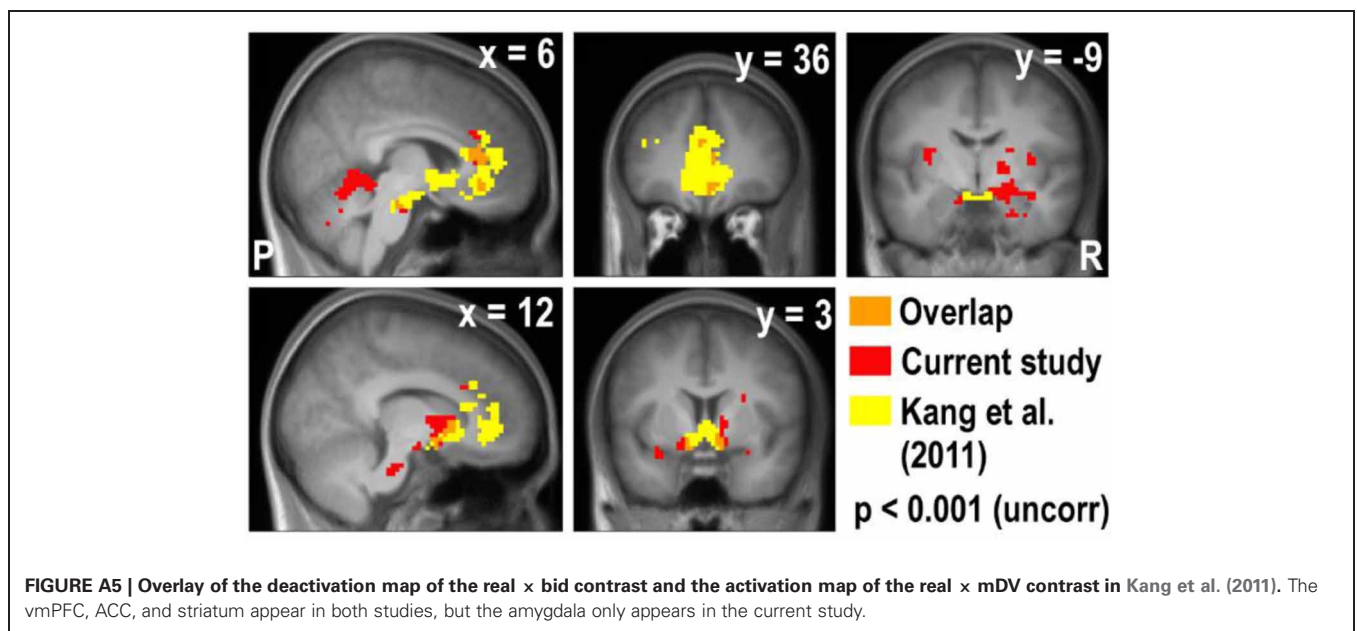 x = 6
y = 36
y = -9
P
R
x = 12
y = 3
Overlap
Current study
Kang et al.
(2011)
p < 0.001 (uncorr)
FIGURE A5 | Overlay of the deactivation map of the real × bid contrast and the activation map of the real × mDV contrast in Kang et al. (2011). The
vmPFC, ACC, and striatum appear in both studies, but the amygdala only appears in the current study.